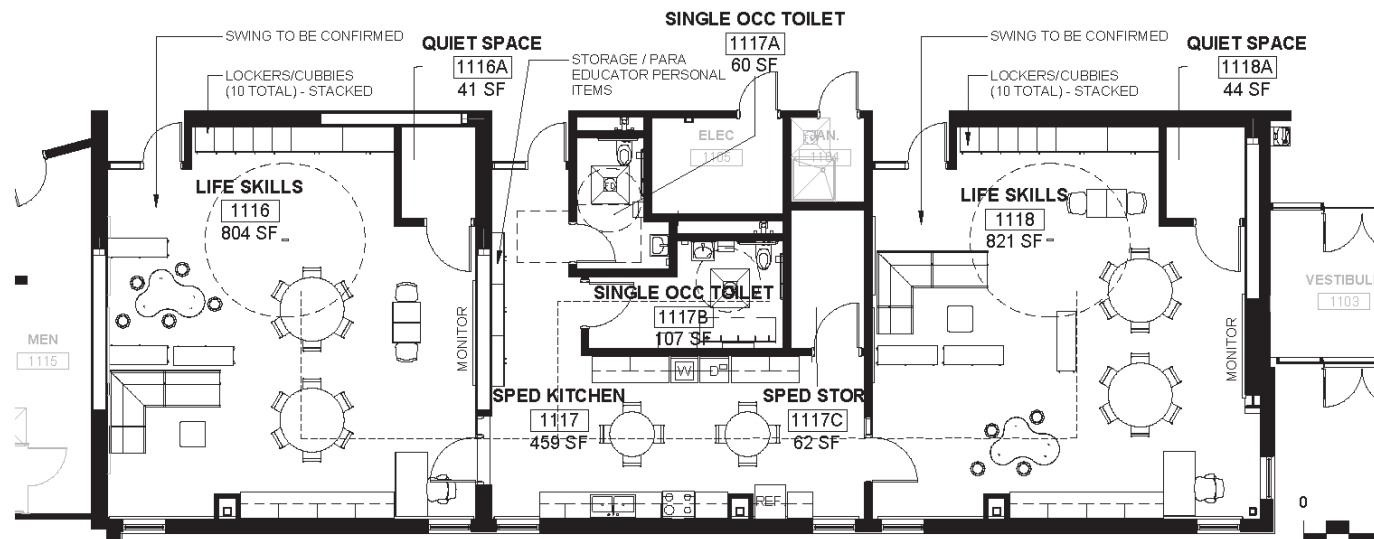 SINGLE OCC TOILET
1117A
60 SF
SWING TO BE CONFIRMED
QUIET SPACE
1116A
41 SF
STORAGE / PARA
EDUCATOR PERSONAL
ITEMS
SWING TO BE CONFIRMED
QUIET SPACE
1118A
44 SF
LOCKERS/CUBBIES
(10 TOTAL) - STACKED
LOCKERS/CUBBIES
(10 TOTAL) - STACKED
ELEC
1105
JAN.
1104
FD
LIFE SKILLS
1116
804 SF
LIFE SKILLS
1118
821 SF
SINGLE OCC TOILET
1117B
107 SF
VESTIBUL
1103
MEN
1115
MONITOR
MONITOR
W
D
SPED KITCHEN
1117
459 SF
SPED STOR
1117C
62 SF
REF.
0